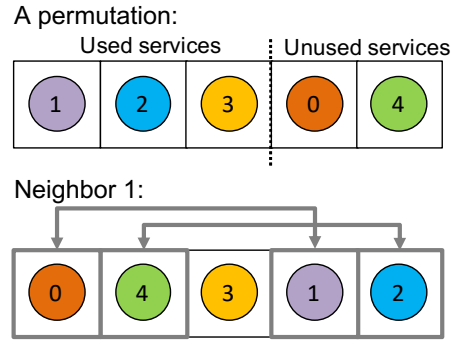 A permutation:
Used services Unused services
1 2 3 0 4
Neighbor 1:
0 4 3 1 2